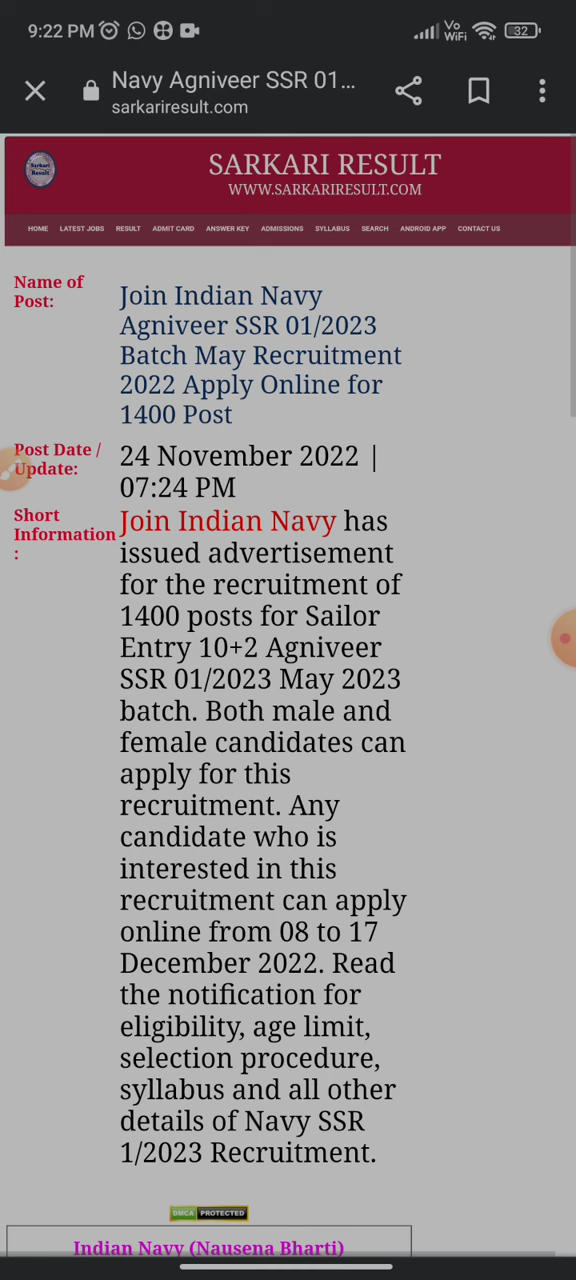 9:22 PM
Vo
WiFi
32
Navy Agniveer SSR 01...
sarkariresult.com
Sarkari
Result
SARKARI RESULT
WWW.SARKARIRESULT.COM
HOME LATEST JOBS RESULT ADMIT CARD ANSWER KEY ADMISSIONS SYLLABUS SEARCH ANDROID APP CONTACT US
Name of
Post:
Join Indian Navy
Agniveer SSR 01/2023
Batch May Recruitment
2022 Apply Online for
1400 Post
Post Date /
Update:
24 November 2022 |
07:24 PM
Short
Information
:
Join Indian Navy has
issued advertisement
for the recruitment of
1400 posts for Sailor
Entry 10+2 Agniveer
SSR 01/2023 May 2023
batch. Both male and
female candidates can
apply for this
recruitment. Any
candidate who is
interested in this
recruitment can apply
online from 08 to 17
December 2022. Read
the notification for
eligibility, age limit,
selection procedure,
syllabus and all other
details of Navy SSR
1/2023 Recruitment.
DMCA PROTECTED
Indian Navy (Nausena Bharti)